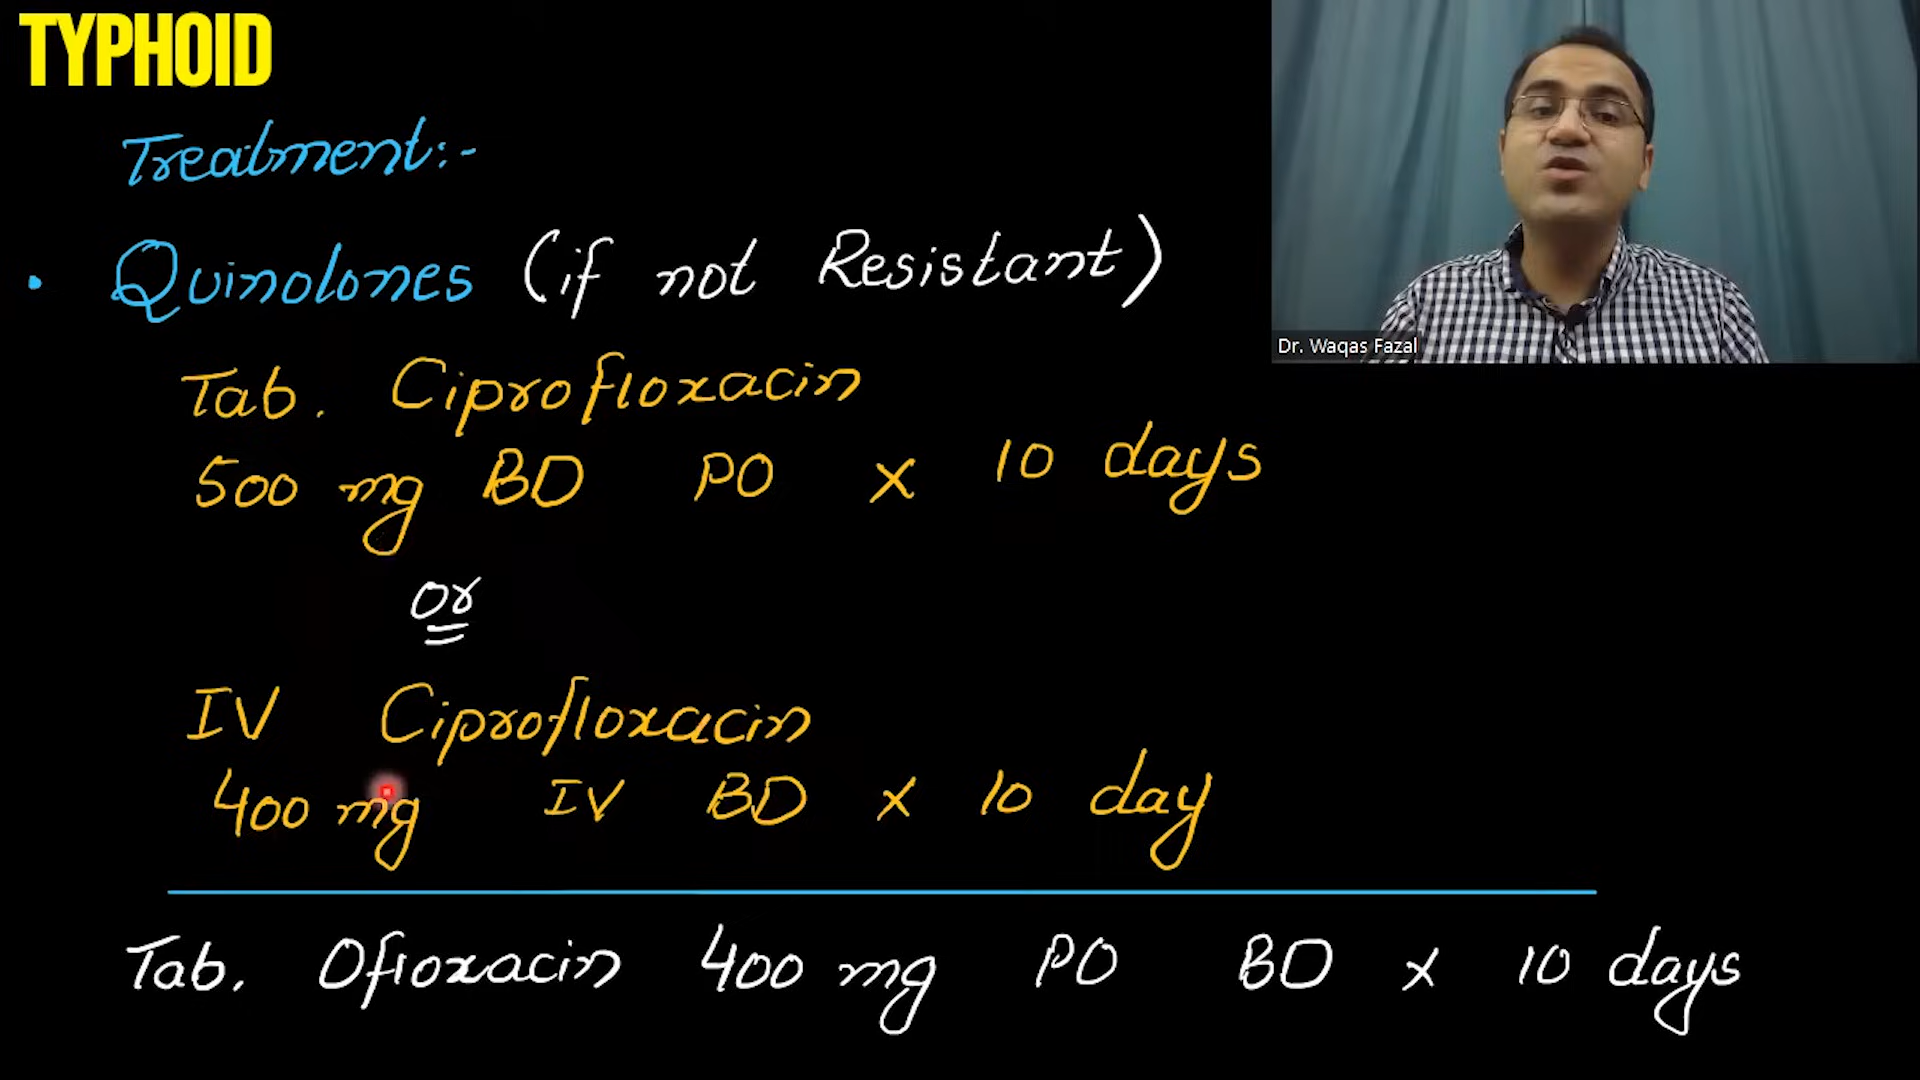 TYPHOID
Treatment:-
• Quinolones (if not Resistant)
Tab. Ciprofloxacin
500 mg BD PO x 10 days
or
IV Ciprofloxacin
400 mg IV BD x 10 day
Tab. Ofloxacin 400 mg PO BD x 10 days
Dr. Waqas Fazal